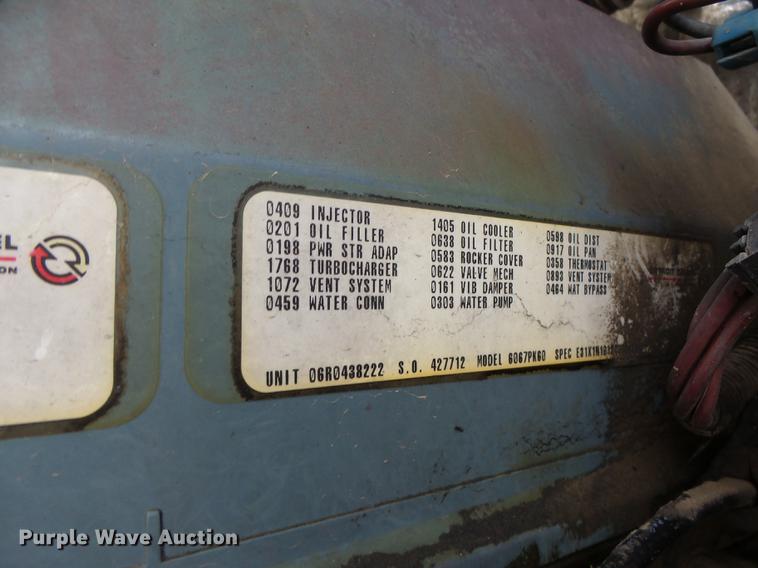 EL
ON
0409 INJECTOR
0201 OIL FILLER
0198 PWR STR ADAP
1768 TURBOCHARGER
1072 VENT SYSTEM
0459 WATER CONN
1405 OIL COOLER
0638 OIL FILTER
0583 ROCKER COVER
0622 VALVE MECH
0161 VIB DAMPER
0303 WATER PUMP
0598 OIL DIST
0917 OIL PAN
0358 THERMOSTAT
0893 VENT SYSTEM
0464 WAT BYPASS
UNIT 06R0438222 S.O. 427712 MODEL 6067PK60 SPEC
Purple Wave Auction®